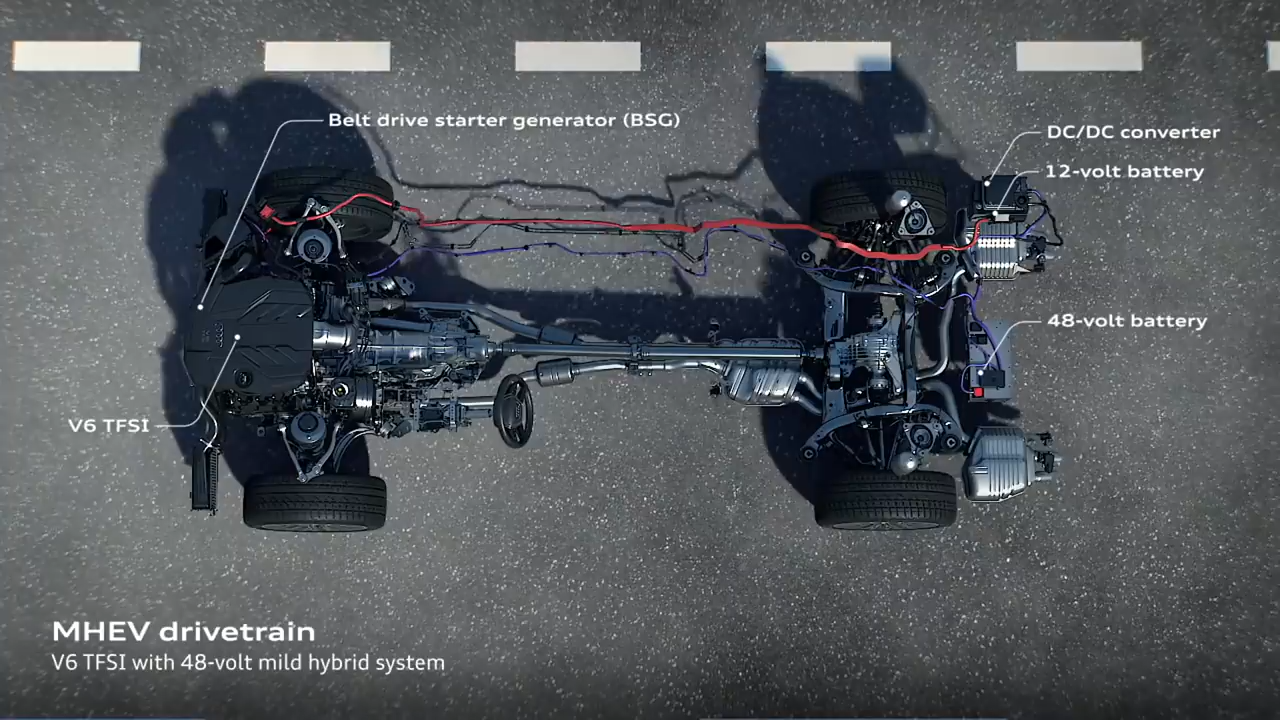 Belt drive starter generator (BSG)
DC/DC converter
12-volt battery
48-volt battery
V6 TFSI
MHEV drivetrain
V6 TFSI with 48-volt mild hybrid system